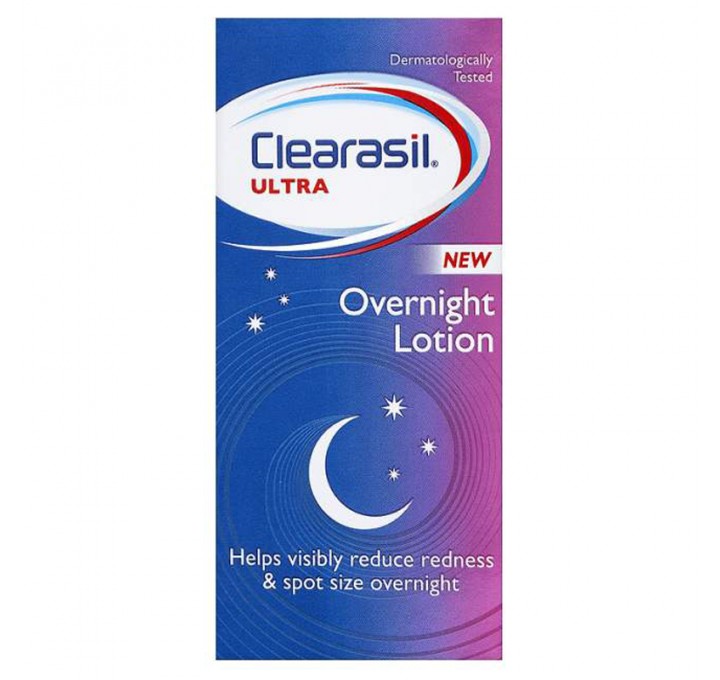 Dermatologically
Tested
Clearasil®
ULTRA
NEW
Overnight
Lotion
Helps visibly reduce redness
& spot size overnight